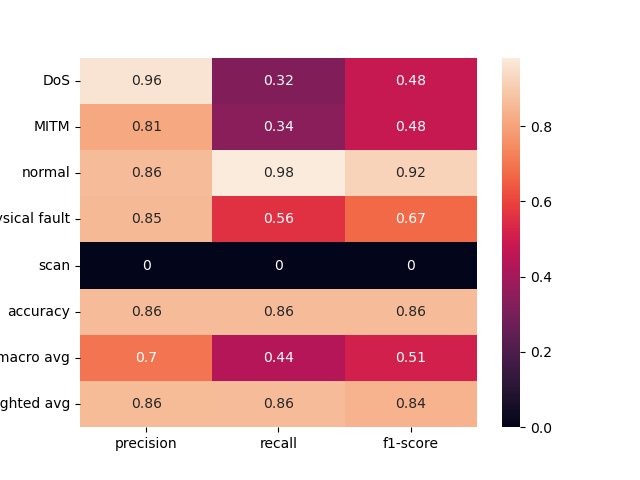 DoS 0.96 0.32 0.48
MITM 0.81 0.34 0.48 0.8
normal 0.86 0.98 0.92
ysical fault 0.85 0.56 0.67 0.6
scan 0 0 0 0.4
accuracy 0.86 0.86 0.86
macro avg 0.7 0.44 0.51 0.2
ghted avg 0.86 0.86 0.84
0.0
precision recall f1-score